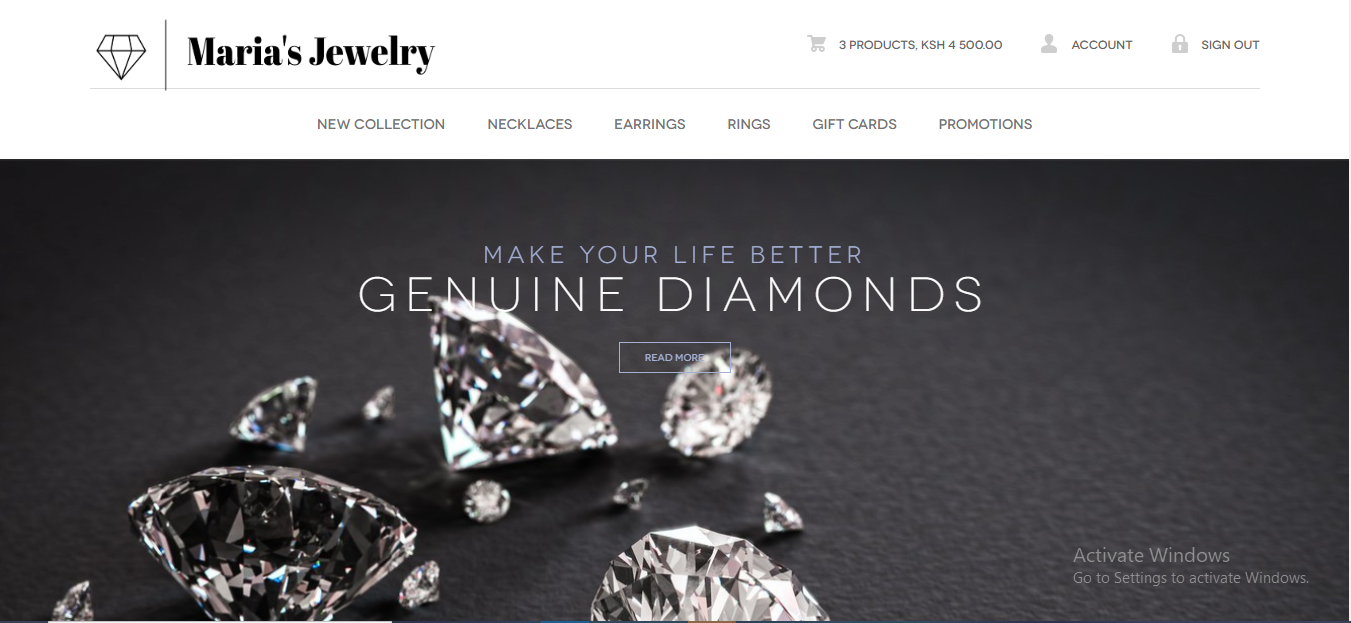 Maria's Jewelry
3 PRODUCTS, KSH 4 500.00
ACCOUNT
SIGN OUT
NEW COLLECTION
NECKLACES
EARRINGS
RINGS
GIFT CARDS
PROMOTIONS
MAKE YOUR LIFE BETTER
GENUINE DIAMONDS
READ MORE
Activate Windows
Go to Settings to activate Windows.